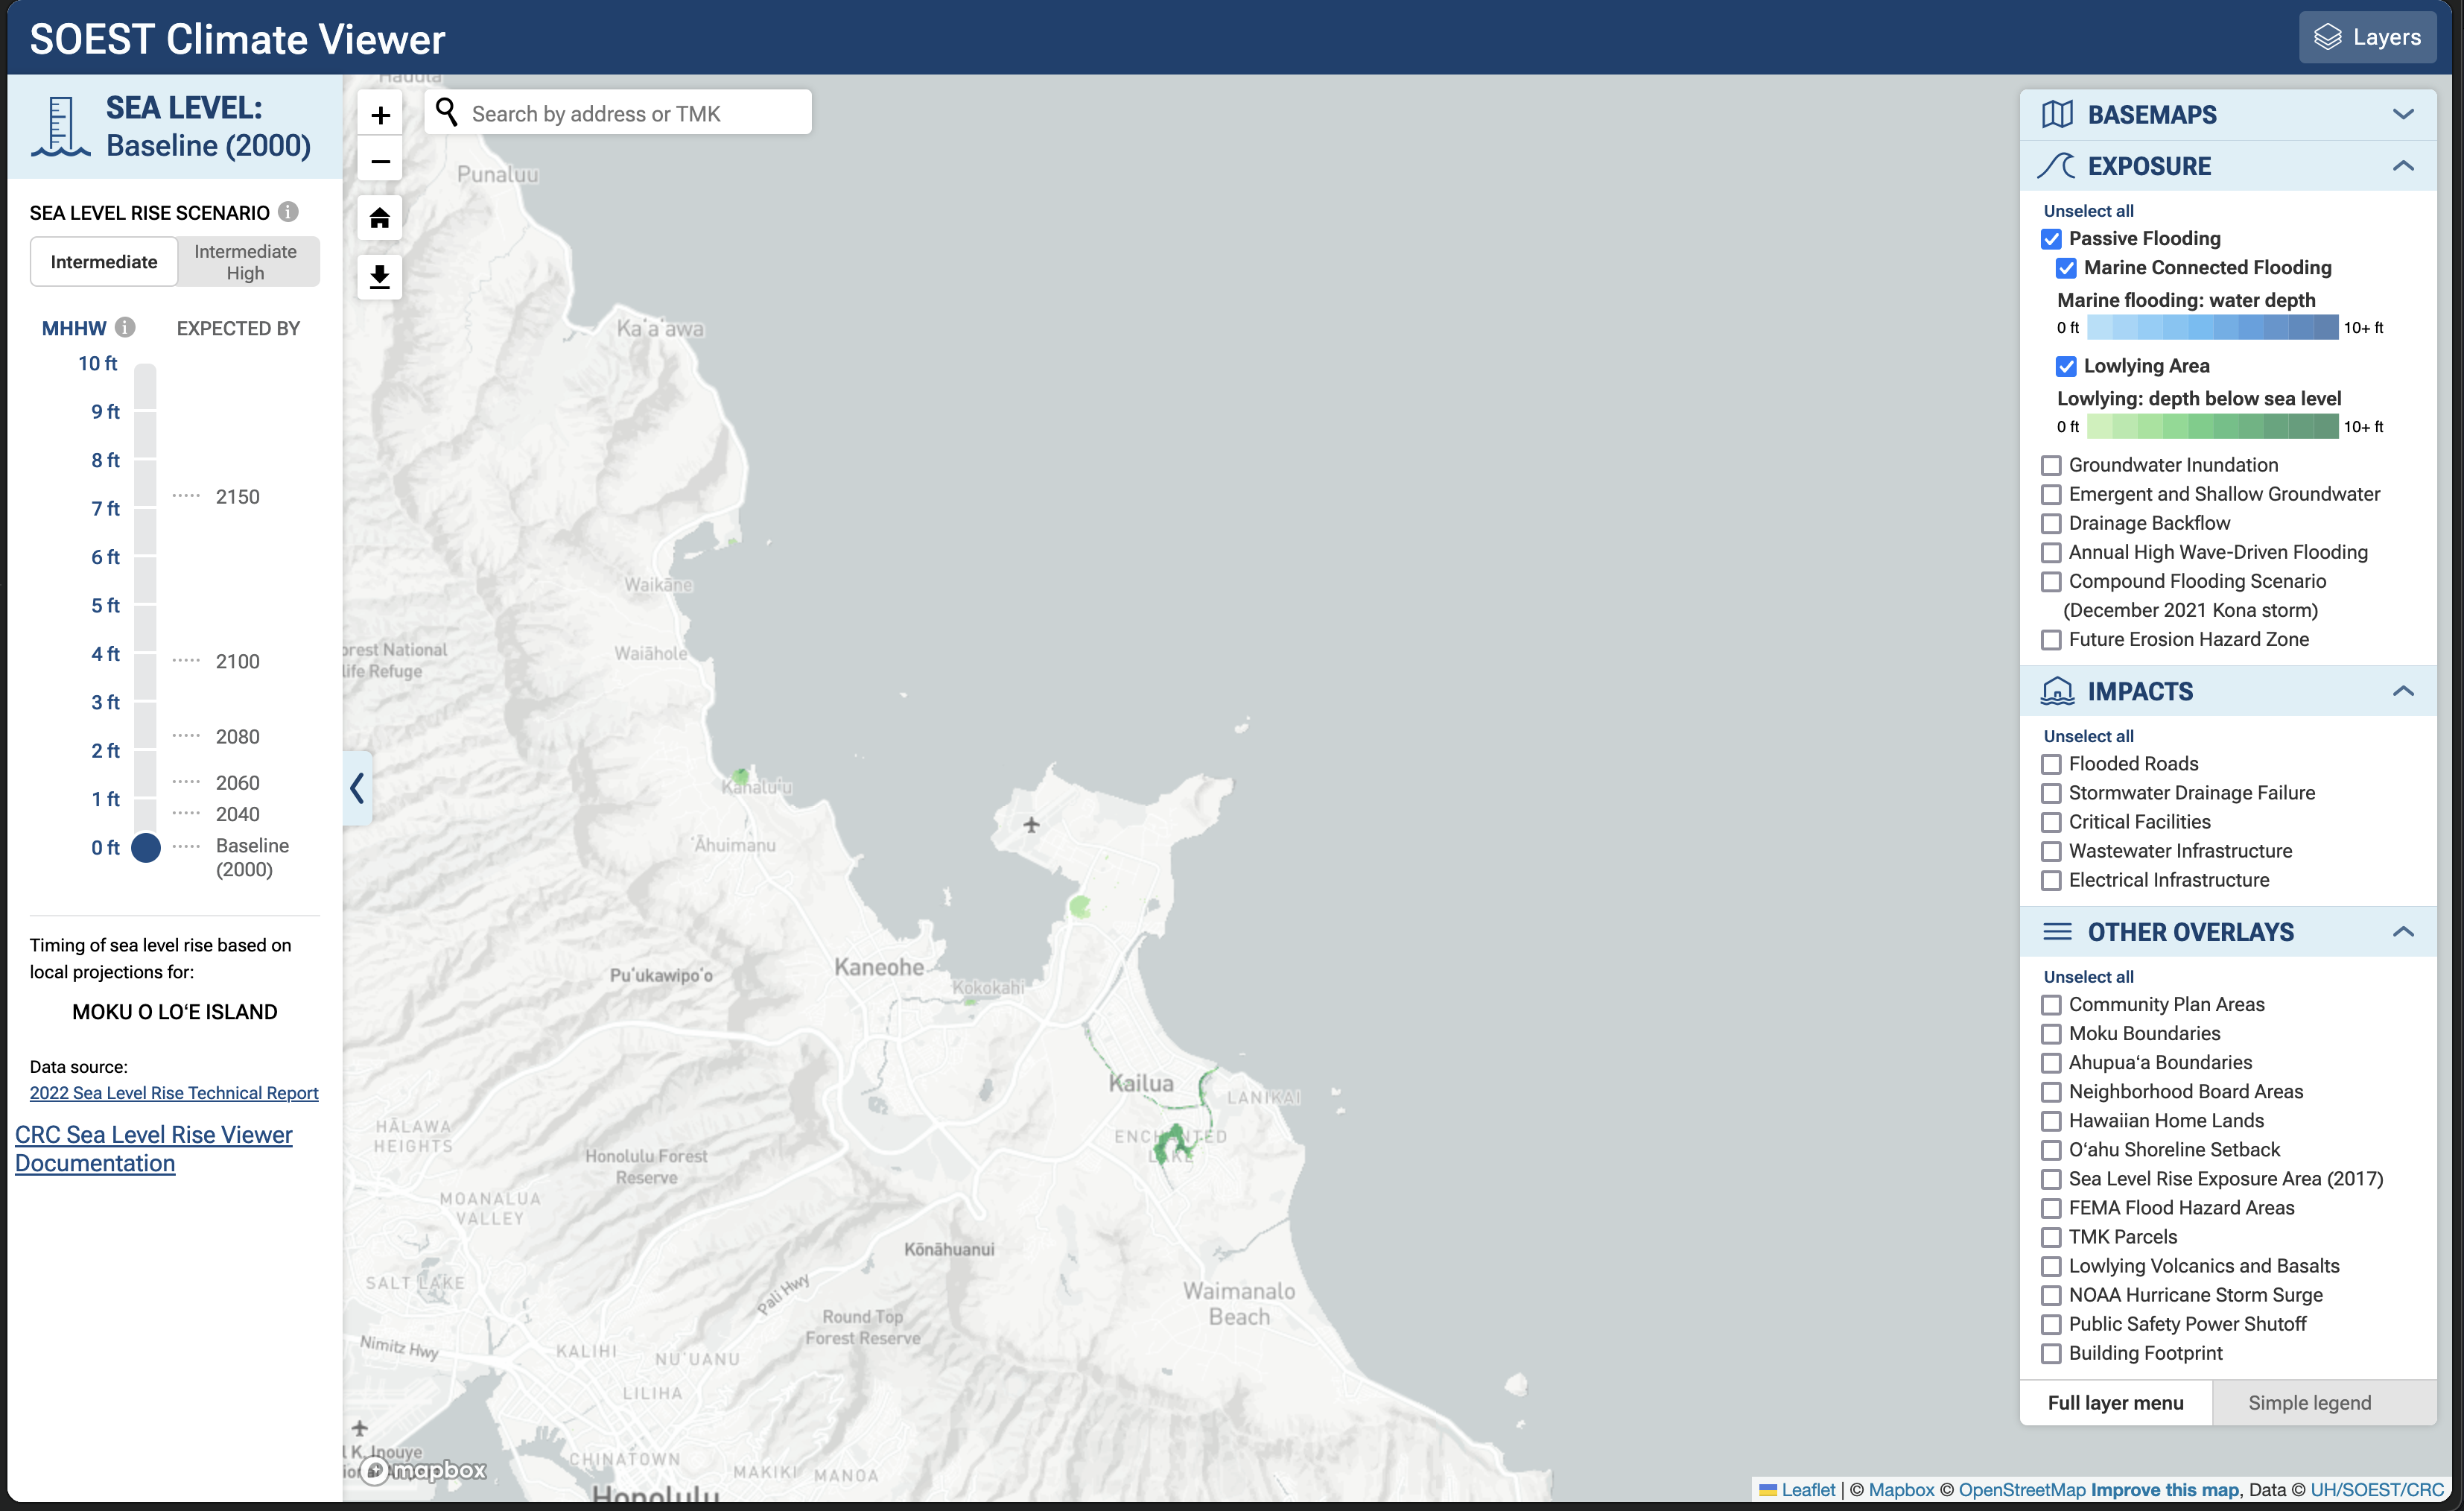 SOEST Climate Viewer
Layers
SEA LEVEL:
Baseline (2000)
SEA LEVEL RISE SCENARIO i
Intermediate
Intermediate
High
MHHW i EXPECTED BY
10 ft
9 ft
8 ft
2150
7 ft
6 ft
5 ft
4 ft
2100
3 ft
2080
2 ft
2060
1 ft
2040
0 ft
Baseline
(2000)
Timing of sea level rise based on
local projections for:
MOKU O LOʻE ISLAND
Data source:
2022 Sea Level Rise Technical Report
CRC Sea Level Rise Viewer
Documentation
+
−
Search by address or TMK
Hauula
Punaluu
Kaʻaʻawa
Waikāne
Waiāhole
orest National
life Refuge
Kahaluʻu
ʻĀhuimanu
Kaneohe
Puʻukawipoʻo
Kokokahi
Kailua
LANIKAI
ENCHANTED
LAKE
HĀLAWA
HEIGHTS
Honolulu Forest
Reserve
MOANALUA
VALLEY
Kōnāhuanui
SALT LAKE
Pali Hwy
Waimanalo
Beach
Round Top
Forest Reserve
Nimitz Hwy
KALIHI
NUʻUANU
LILIHA
l K. Inouye
CHINATOWN
MAKIKI
MANOA
mapbox
Honolulu
BASEMAPS
EXPOSURE
Unselect all
Passive Flooding
Marine Connected Flooding
Marine flooding: water depth
0 ft 10+ ft
Lowlying Area
Lowlying: depth below sea level
0 ft 10+ ft
Groundwater Inundation
Emergent and Shallow Groundwater
Drainage Backflow
Annual High Wave-Driven Flooding
Compound Flooding Scenario
(December 2021 Kona storm)
Future Erosion Hazard Zone
IMPACTS
Unselect all
Flooded Roads
Stormwater Drainage Failure
Critical Facilities
Wastewater Infrastructure
Electrical Infrastructure
OTHER OVERLAYS
Unselect all
Community Plan Areas
Moku Boundaries
Ahupuaʻa Boundaries
Neighborhood Board Areas
Hawaiian Home Lands
Oʻahu Shoreline Setback
Sea Level Rise Exposure Area (2017)
FEMA Flood Hazard Areas
TMK Parcels
Lowlying Volcanics and Basalts
NOAA Hurricane Storm Surge
Public Safety Power Shutoff
Building Footprint
Full layer menu
Simple legend
Leaflet | © Mapbox © OpenStreetMap Improve this map, Data © UH/SOEST/CRC